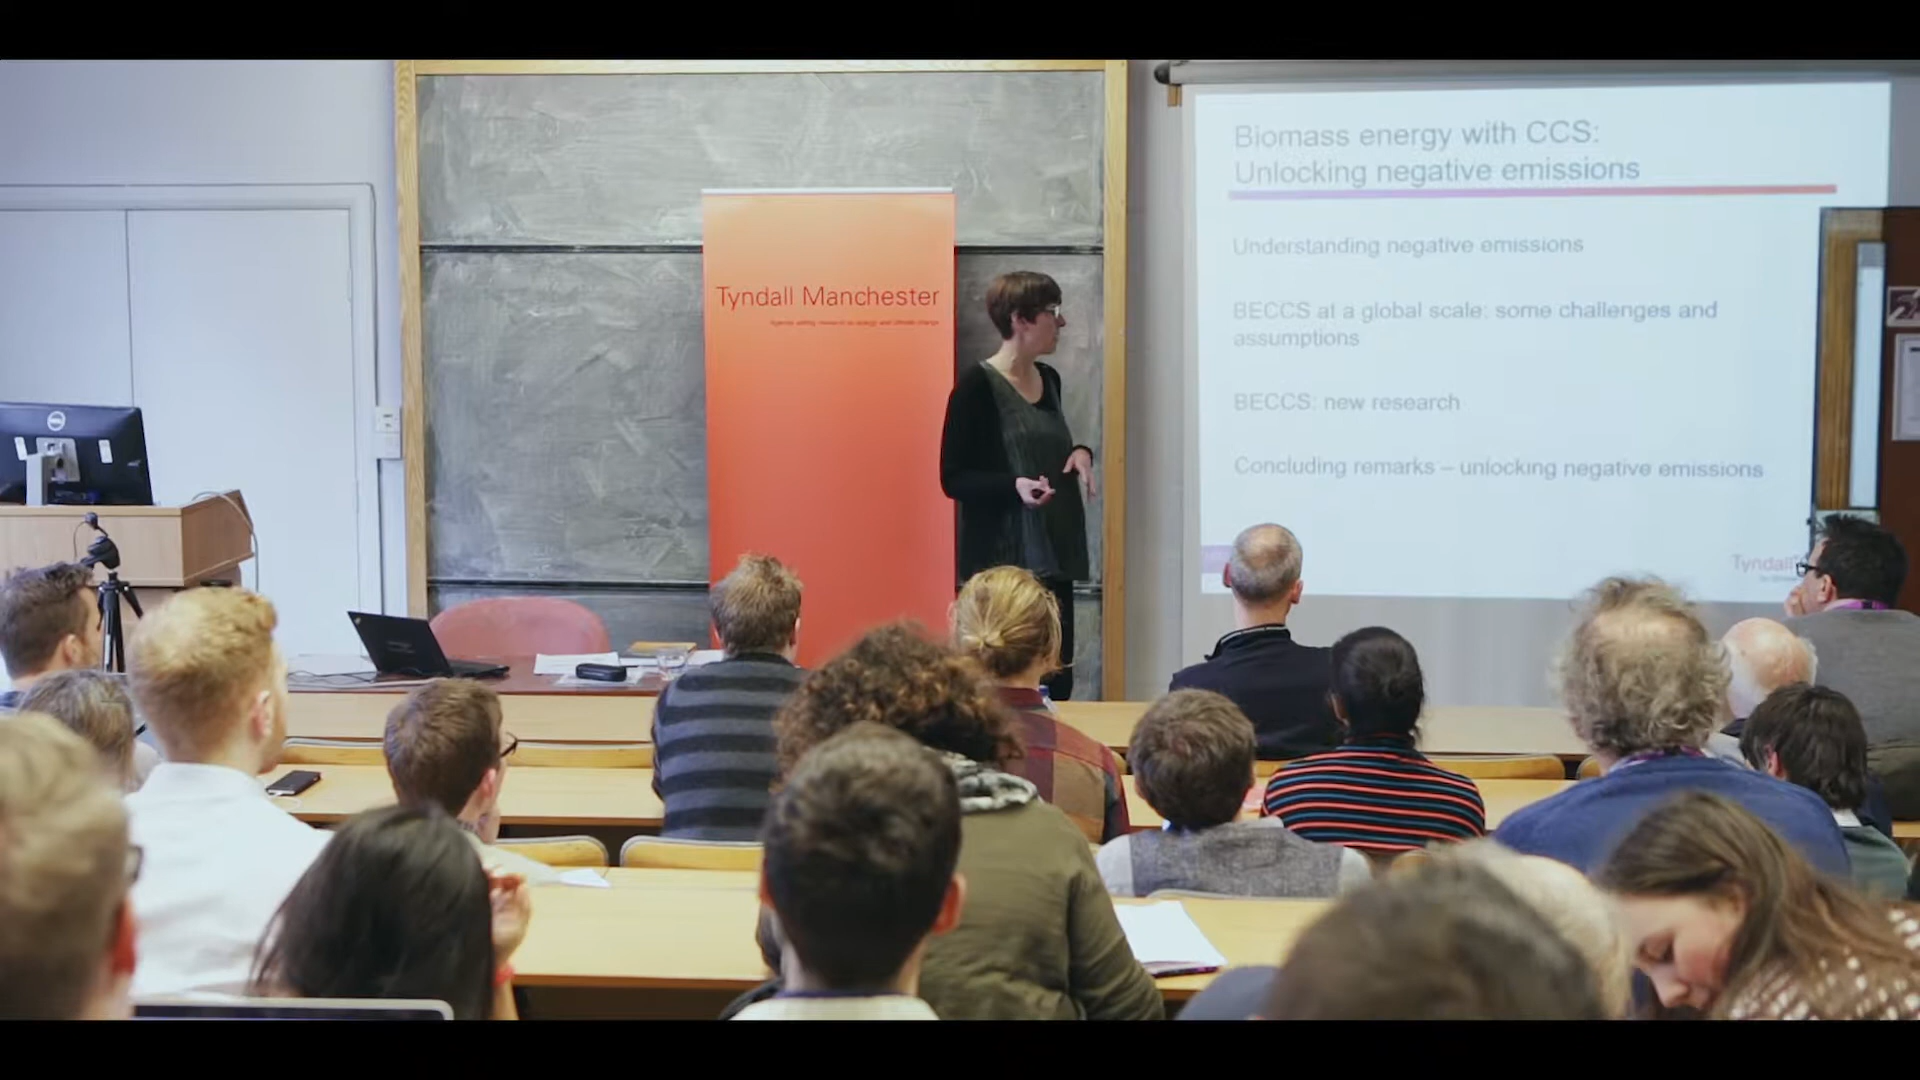 Tyndall Manchester
Biomass energy with CCS:
Unlocking negative emissions
Understanding negative emissions
BECCS at a global scale: some challenges and
assumptions
BECCS: new research
Concluding remarks – unlocking negative emissions
Tyndall
DELL